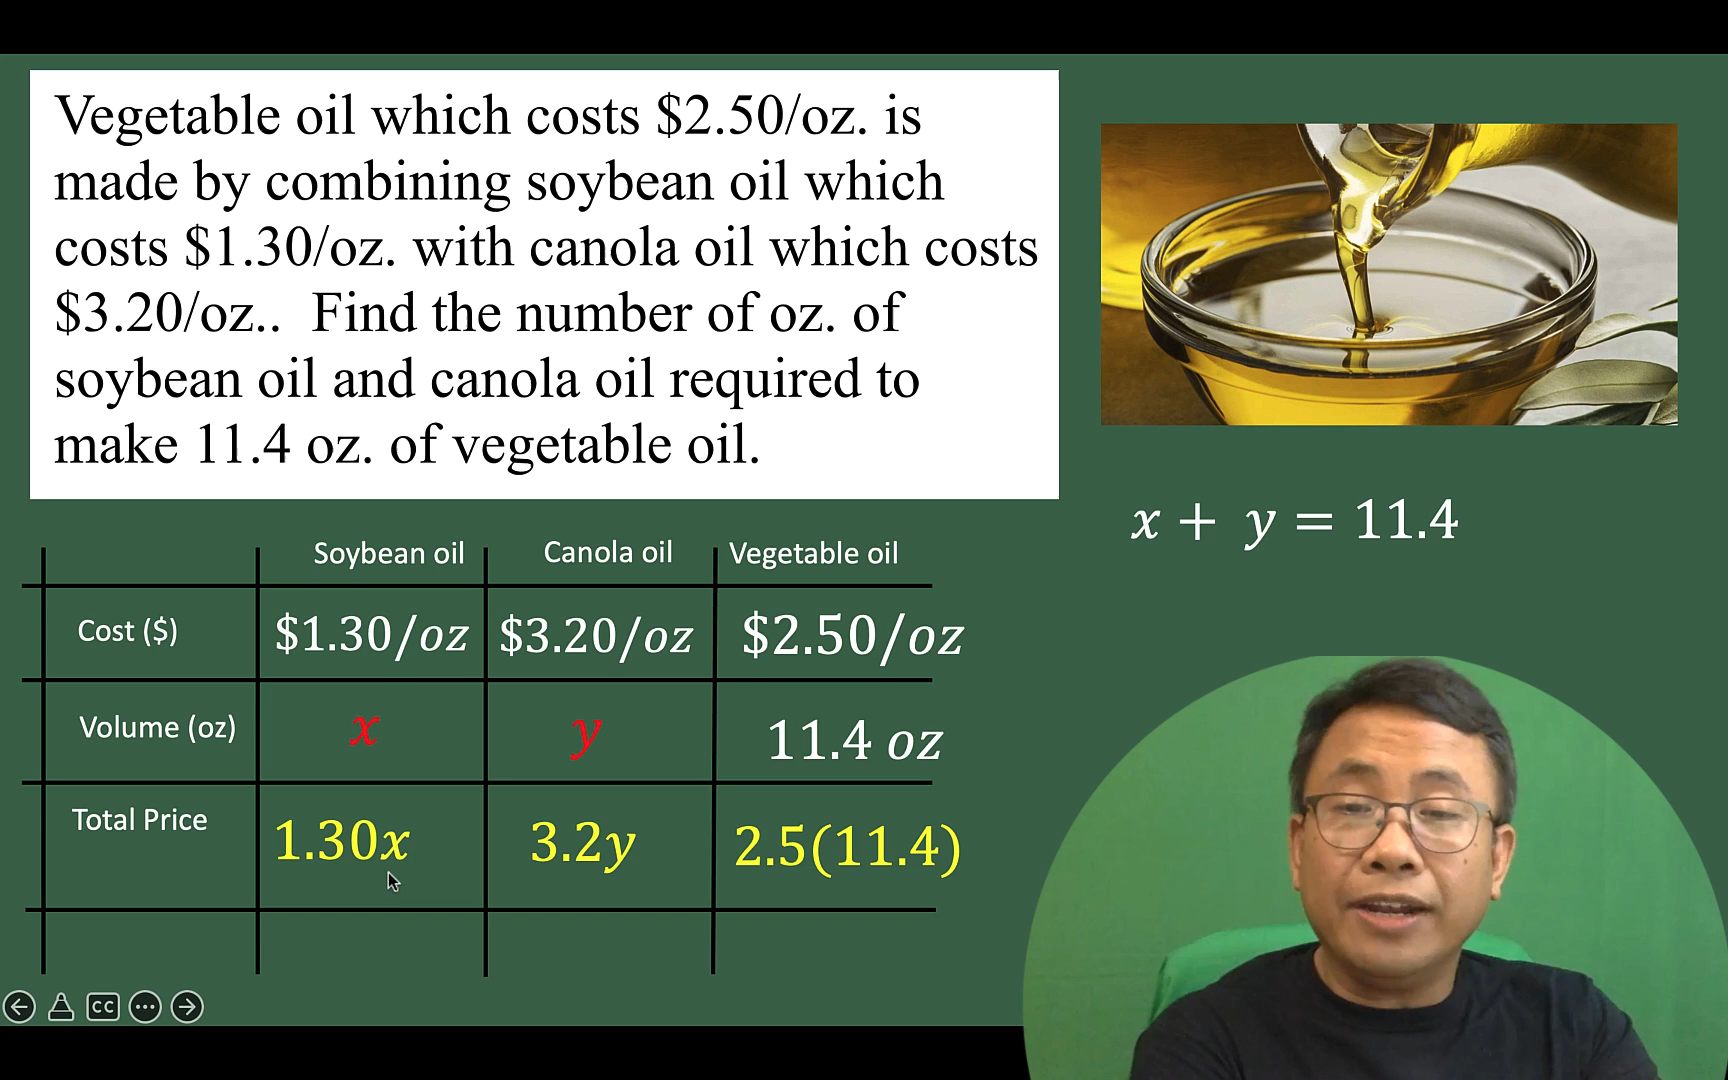 Vegetable oil which costs $2.50/oz. is
made by combining soybean oil which
costs $1.30/oz. with canola oil which costs
$3.20/oz..  Find the number of oz. of
soybean oil and canola oil required to
make 11.4 oz. of vegetable oil.
x + y = 11.4
Soybean oil Canola oil Vegetable oil
Cost ($) $1.30/oz $3.20/oz $2.50/oz
Volume (oz) x y 11.4 oz
Total Price 1.30x 3.2y 2.5(11.4)
CC